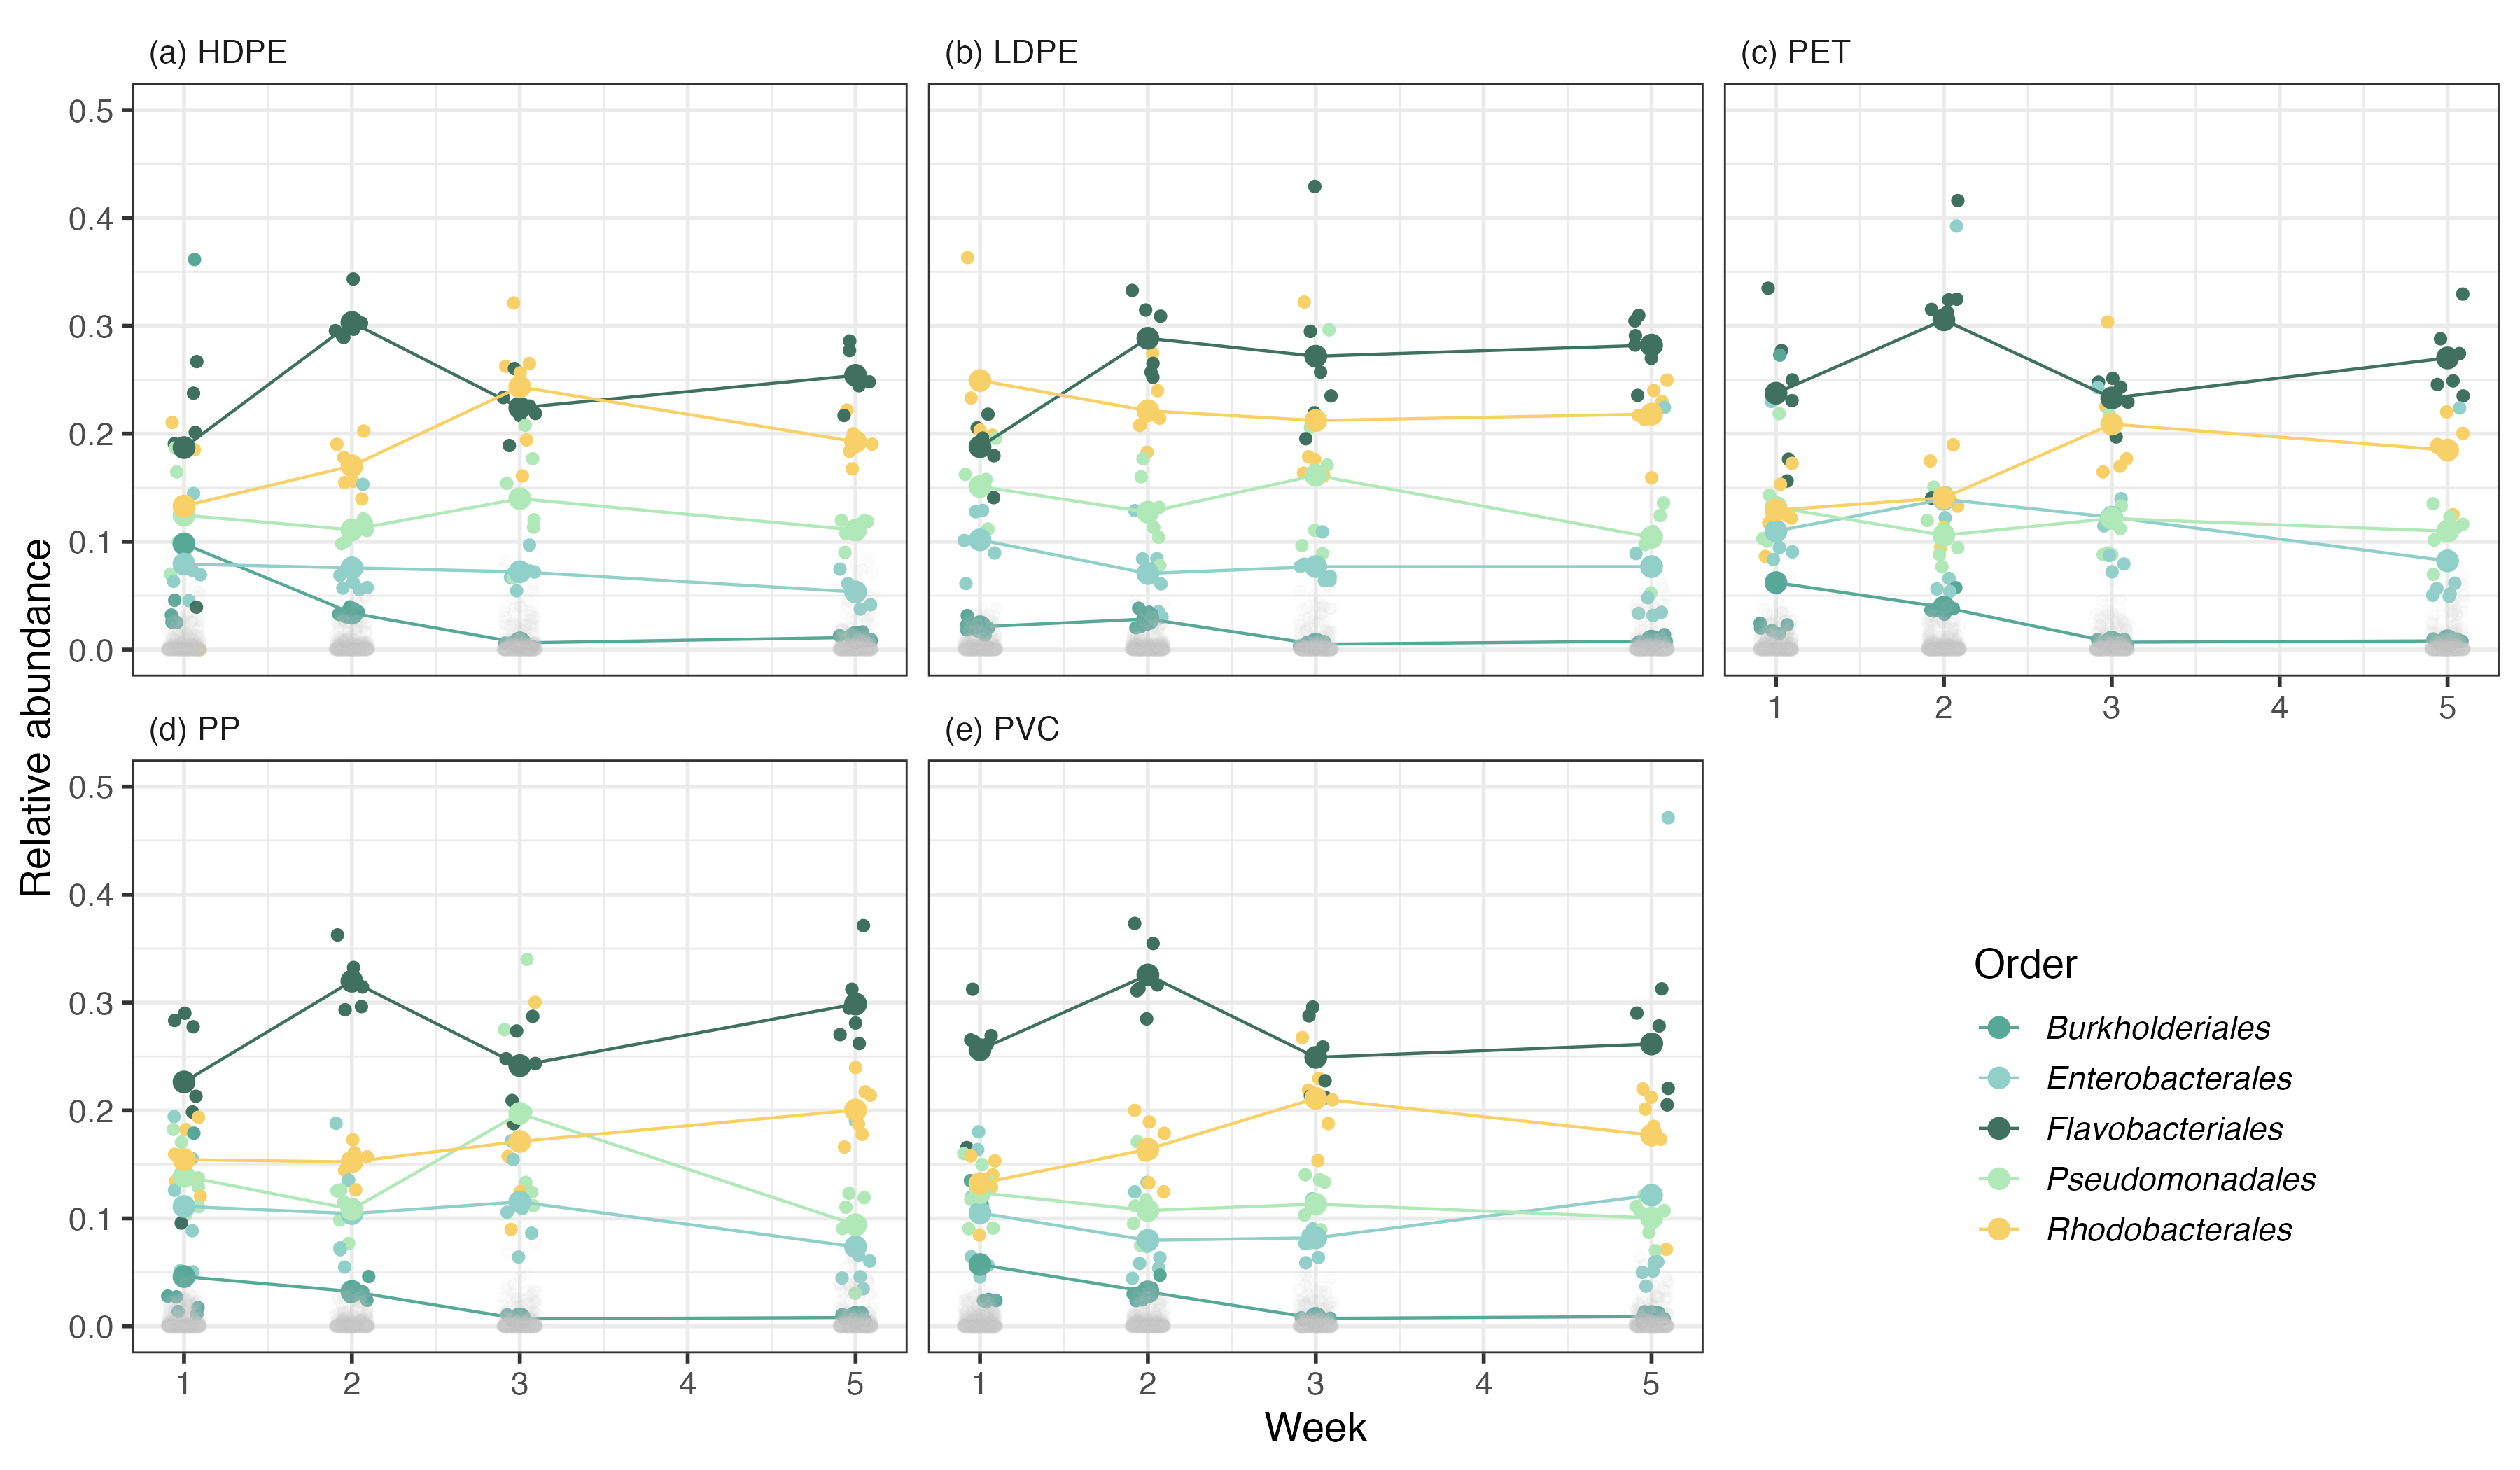 (a) HDPE
(b) LDPE
(c) PET
0.5
0.4
0.3
0.2
0.1
0.0
1 2 3 4 5
Relative abundance
(d) PP
(e) PVC
0.5
0.4
0.3
0.2
0.1
0.0
1 2 3 4 5
1 2 3 4 5
Week
Order
Burkholderiales
Enterobacterales
Flavobacteriales
Pseudomonadales
Rhodobacterales